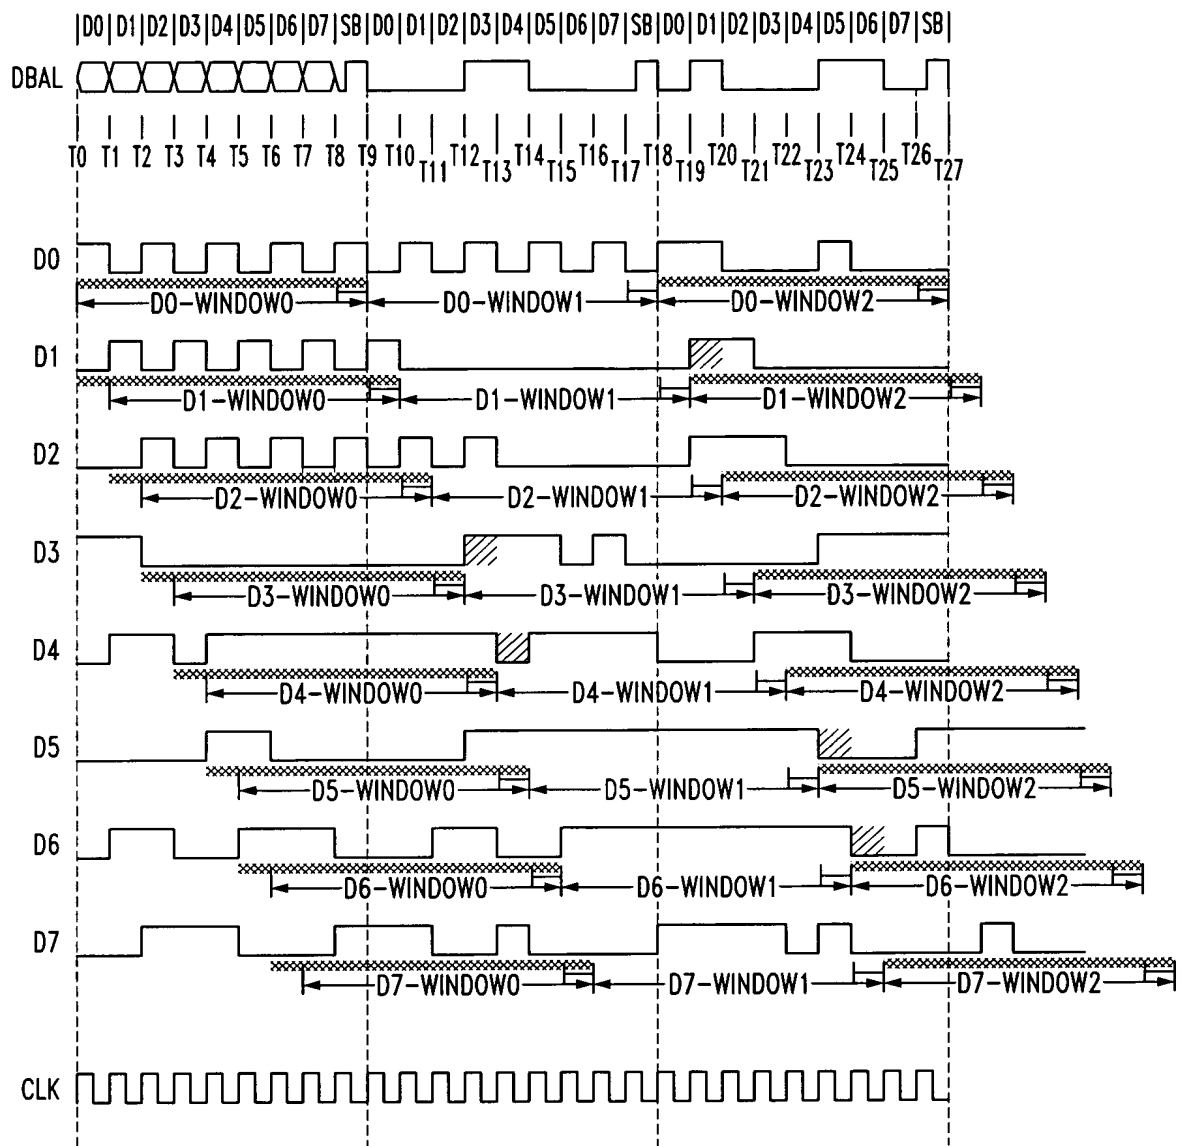 |D0|D1|D2|D3|D4|D5|D6|D7|SB|D0|D1|D2|D3|D4|D5|D6|D7|SB|D0|D1|D2|D3|D4|D5|D6|D7|SB|
DBAL
T0 T1 T2 T3 T4 T5 T6 T7 T8 T9 T10 T11 T12 T13 T14 T15 T16 T17 T18 T19 T20 T21 T22 T23 T24 T25 T26 T27
D0
D0-WINDOW0 D0-WINDOW1 D0-WINDOW2
D1
D1-WINDOW0 D1-WINDOW1 D1-WINDOW2
D2
D2-WINDOW0 D2-WINDOW1 D2-WINDOW2
D3
D3-WINDOW0 D3-WINDOW1 D3-WINDOW2
D4
D4-WINDOW0 D4-WINDOW1 D4-WINDOW2
D5
D5-WINDOW0 D5-WINDOW1 D5-WINDOW2
D6
D6-WINDOW0 D6-WINDOW1 D6-WINDOW2
D7
D7-WINDOW0 D7-WINDOW1 D7-WINDOW2
CLK